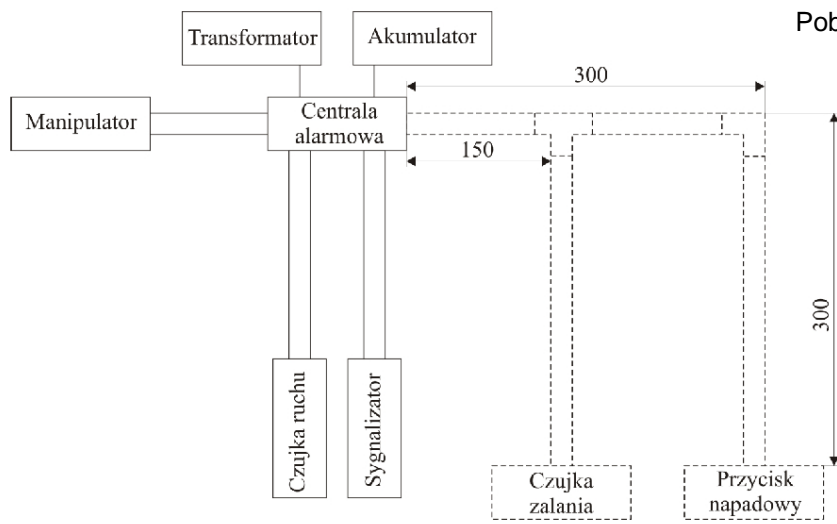 Pob
Transformator
Akumulator
300
Manipulator
Centrala
alarmowa
150
300
Czujka ruchu
Sygnalizator
Czujka
zalania
Przycisk
napadowy